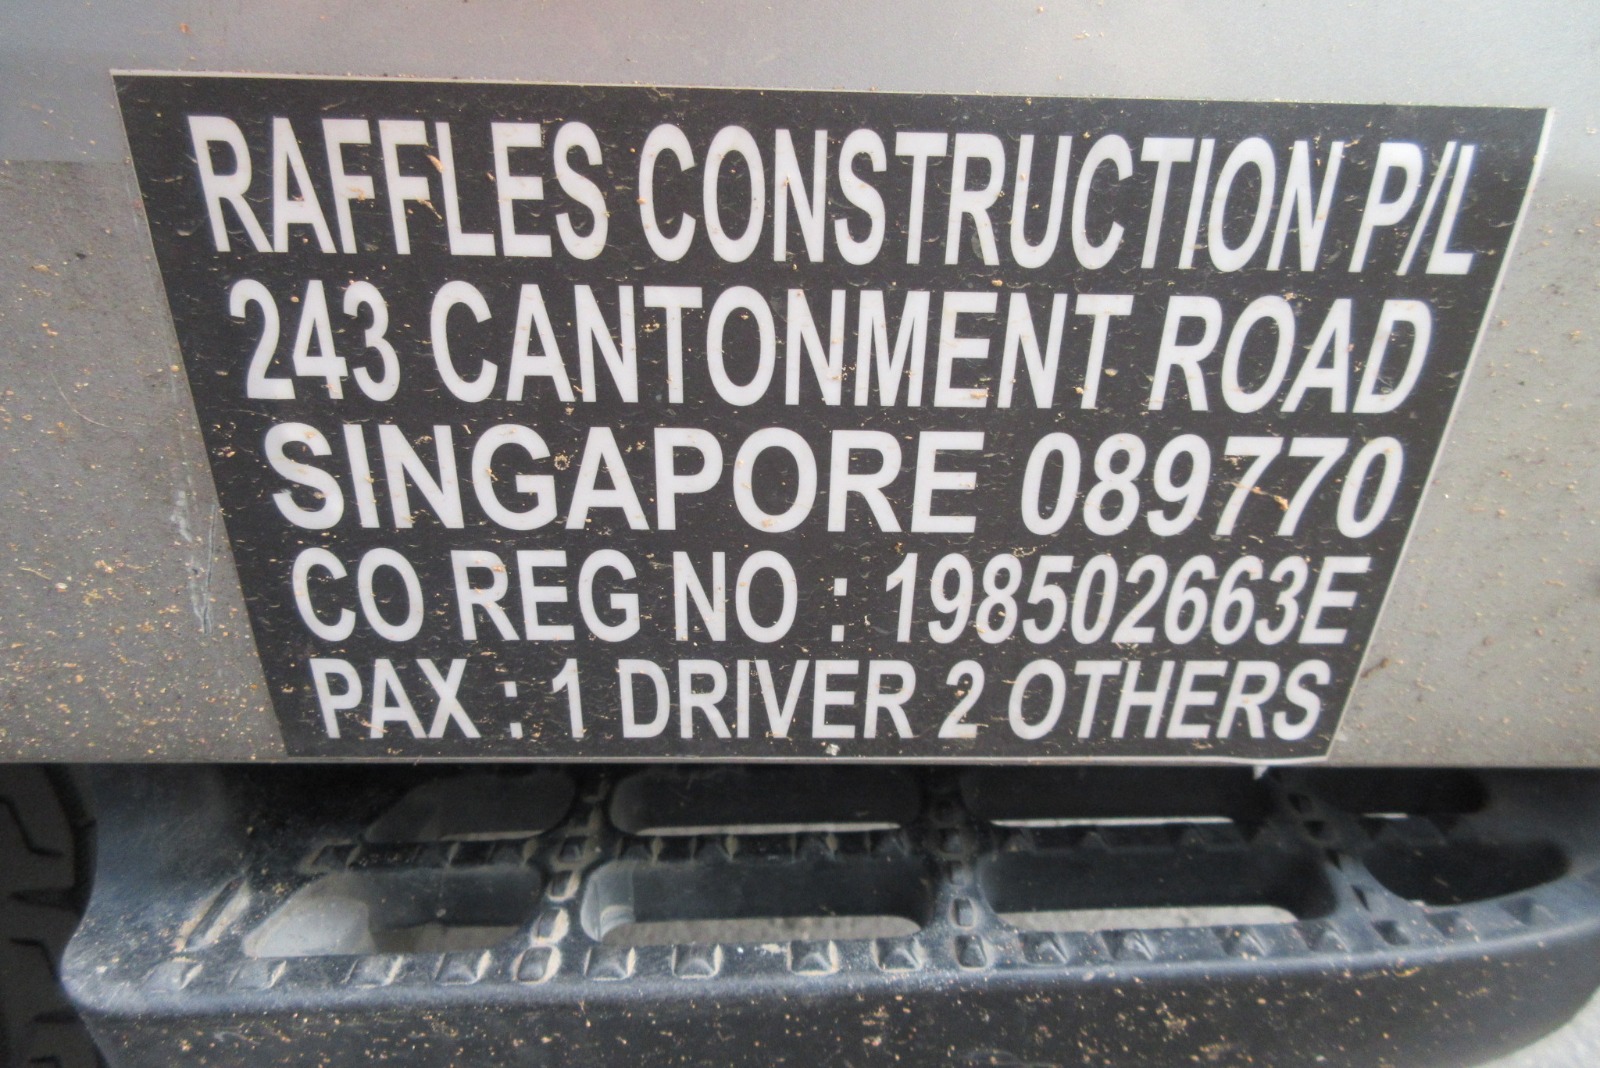 RAFFLES CONSTRUCTION P/L
243 CANTONMENT ROAD
SINGAPORE 089770
CO REG NO : 198502663E
PAX : 1 DRIVER 2 OTHERS